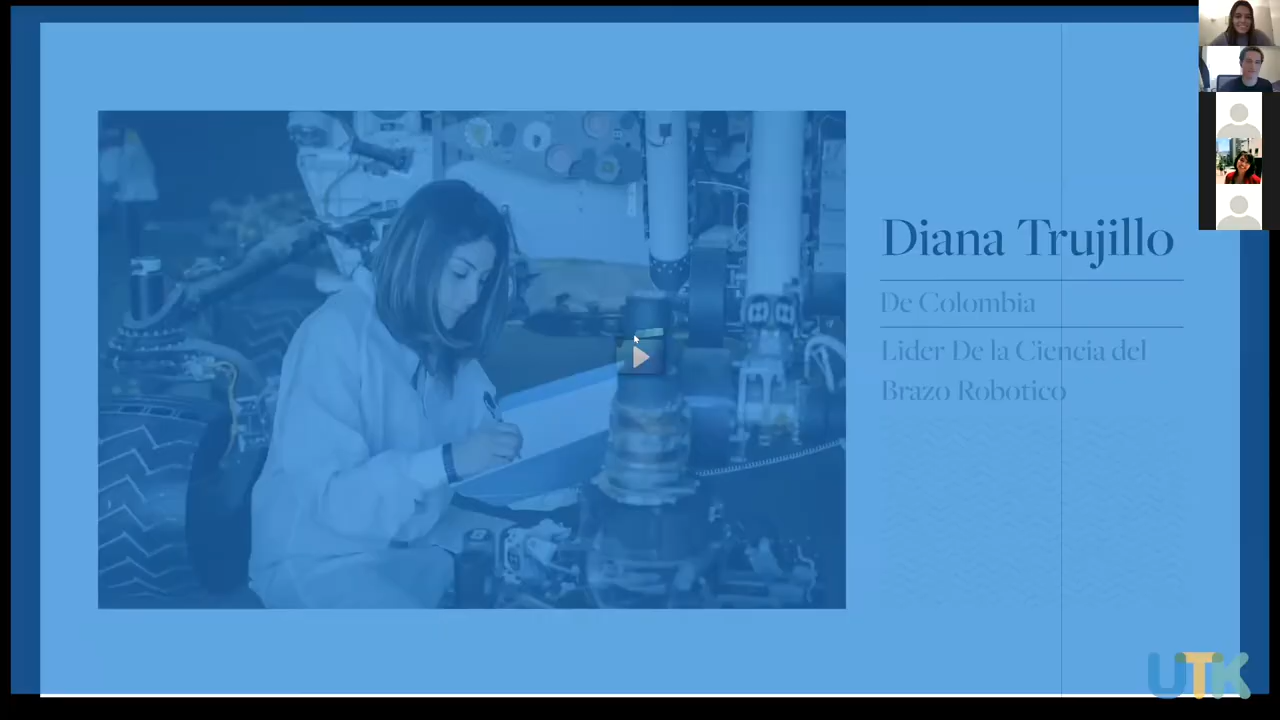 Diana Trujillo
De Colombia
Lider De la Ciencia del
Brazo Robotico
UTK